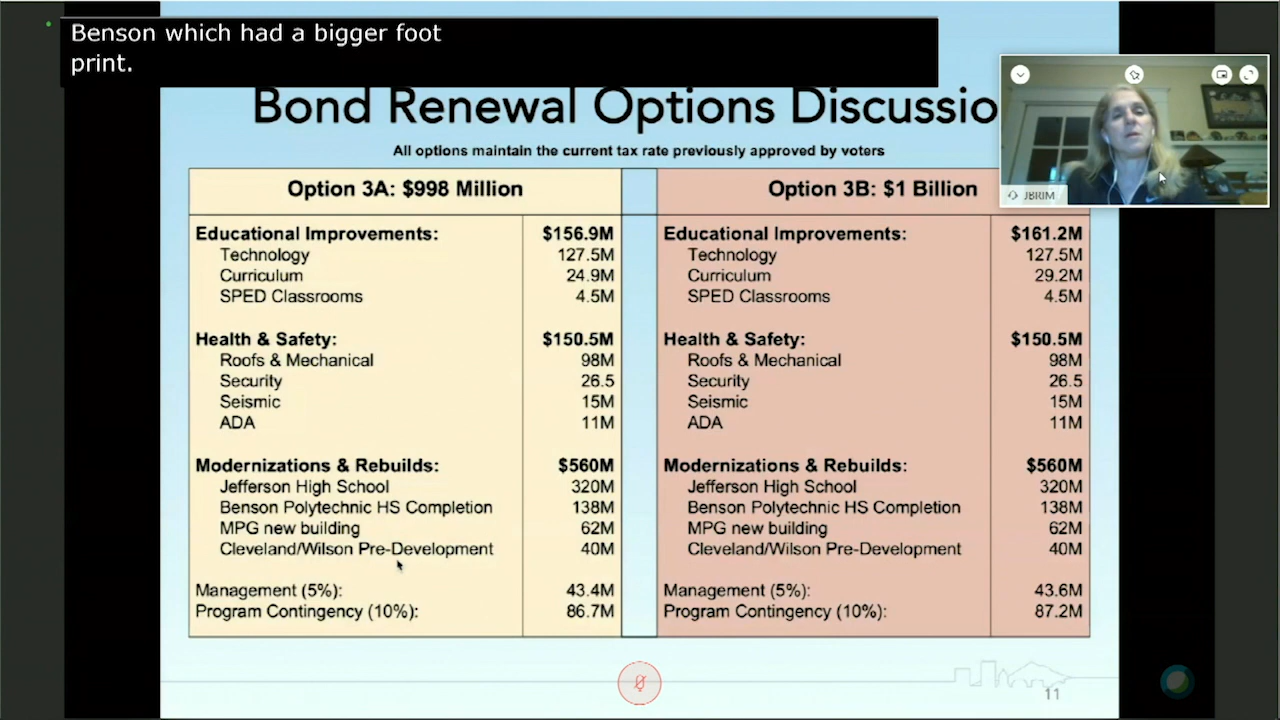 Benson which had a bigger foot
print.
Bond Renewal Options Discussio
All options maintain the current tax rate previously approved by voters
Option 3A: $998 Million
Option 3B: $1 Billion
JBRIM
Educational Improvements: $156.9M
Technology 127.5M
Curriculum 24.9M
SPED Classrooms 4.5M
Health & Safety: $150.5M
Roofs & Mechanical 98M
Security 26.5
Seismic 15M
ADA 11M
Modernizations & Rebuilds: $560M
Jefferson High School 320M
Benson Polytechnic HS Completion 138M
MPG new building 62M
Cleveland/Wilson Pre-Development 40M
Management (5%): 43.4M
Program Contingency (10%): 86.7M
Educational Improvements: $161.2M
Technology 127.5M
Curriculum 29.2M
SPED Classrooms 4.5M
Health & Safety: $150.5M
Roofs & Mechanical 98M
Security 26.5
Seismic 15M
ADA 11M
Modernizations & Rebuilds: $560M
Jefferson High School 320M
Benson Polytechnic HS Completion 138M
MPG new building 62M
Cleveland/Wilson Pre-Development 40M
Management (5%): 43.6M
Program Contingency (10%): 87.2M
11